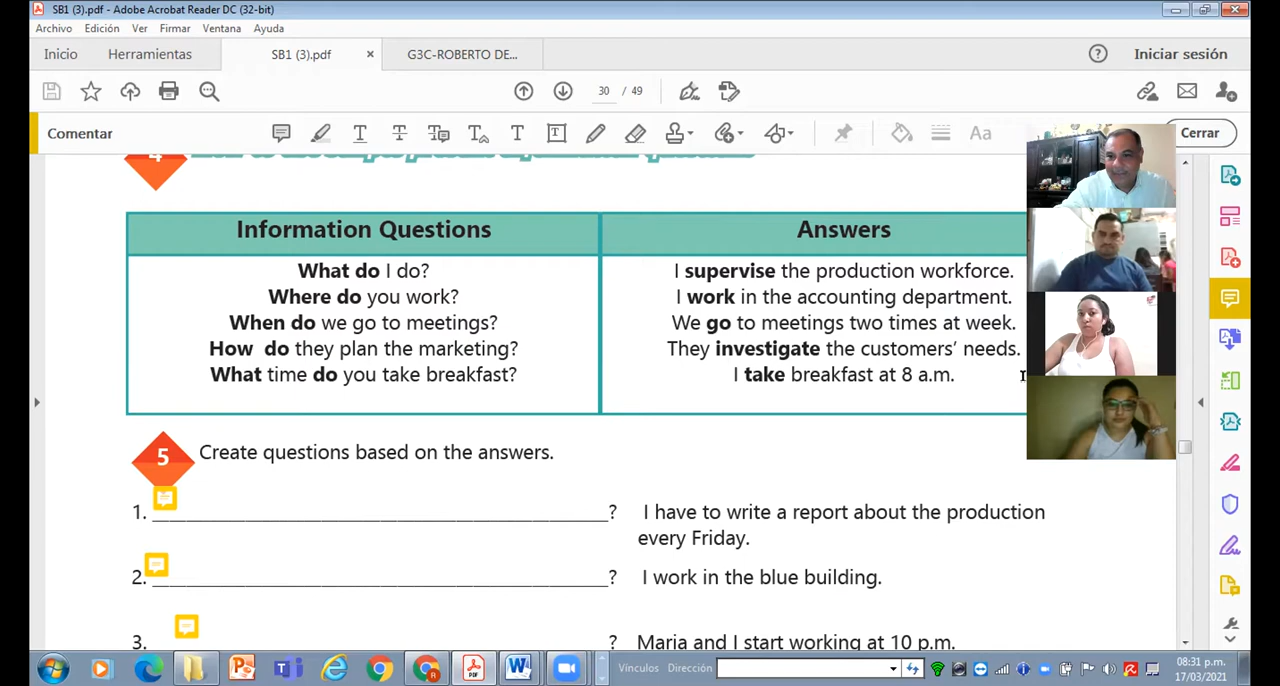 SB1 (3).pdf - Adobe Acrobat Reader DC (32-bit)
Archivo Edición Ver Firmar Ventana Ayuda
Inicio Herramientas SB1 (3).pdf × G3C-ROBERTO DE... Iniciar sesión
30 / 49
Comentar Aa Cerrar
Information Questions Answers
What do I do? I supervise the production workforce.
Where do you work? I work in the accounting department.
When do we go to meetings? We go to meetings two times at week.
How do they plan the marketing? They investigate the customers' needs.
What time do you take breakfast? I take breakfast at 8 a.m.
5 Create questions based on the answers.
1. ? I have to write a report about the production
every Friday.
2. ? I work in the blue building.
3. ? Maria and I start working at 10 p.m.
Vínculos Dirección 08:31 p.m.
17/03/2021